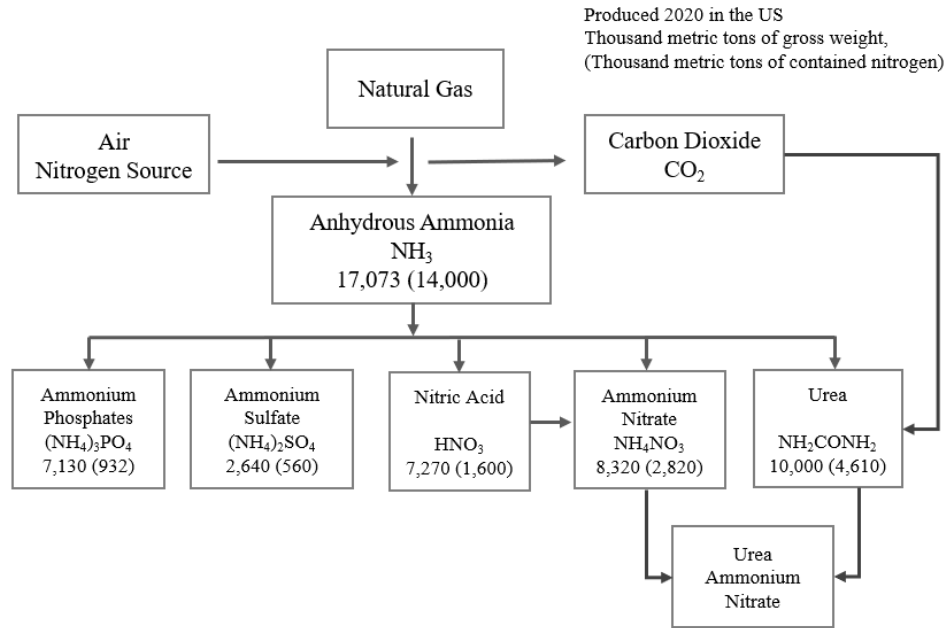 Produced 2020 in the US
Thousand metric tons of gross weight,
(Thousand metric tons of contained nitrogen)
Natural Gas
Air
Nitrogen Source
Carbon Dioxide
CO₂
Anhydrous Ammonia
NH₃
17,073 (14,000)
Ammonium
Phosphates
(NH₄)₃PO₄
7,130 (932)
Ammonium
Sulfate
(NH₄)₂SO₄
2,640 (560)
Nitric Acid
HNO₃
7,270 (1,600)
Ammonium
Nitrate
NH₄NO₃
8,320 (2,820)
Urea
NH₂CONH₂
10,000 (4,610)
Urea
Ammonium
Nitrate